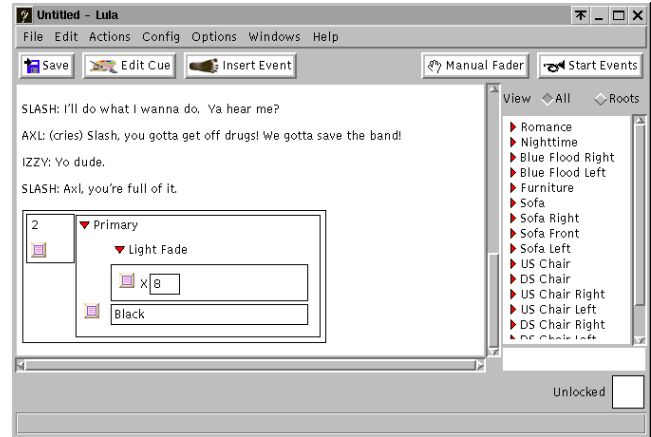 Untitled - Lula
File Edit Actions Config Options Windows Help
Save Edit Cue Insert Event Manual Fader Start Events
View All Roots
SLASH: I'll do what I wanna do. Ya hear me?
AXL: (cries) Slash, you gotta get off drugs! We gotta save the band!
IZZY: Yo dude.
SLASH: Axl, you're full of it.
2
Primary
Light Fade
X 8
Black
Romance
Nighttime
Blue Flood Right
Blue Flood Left
Furniture
Sofa
Sofa Right
Sofa Front
Sofa Left
US Chair
DS Chair
US Chair Right
US Chair Left
DS Chair Right
DS Chair Left
Unlocked